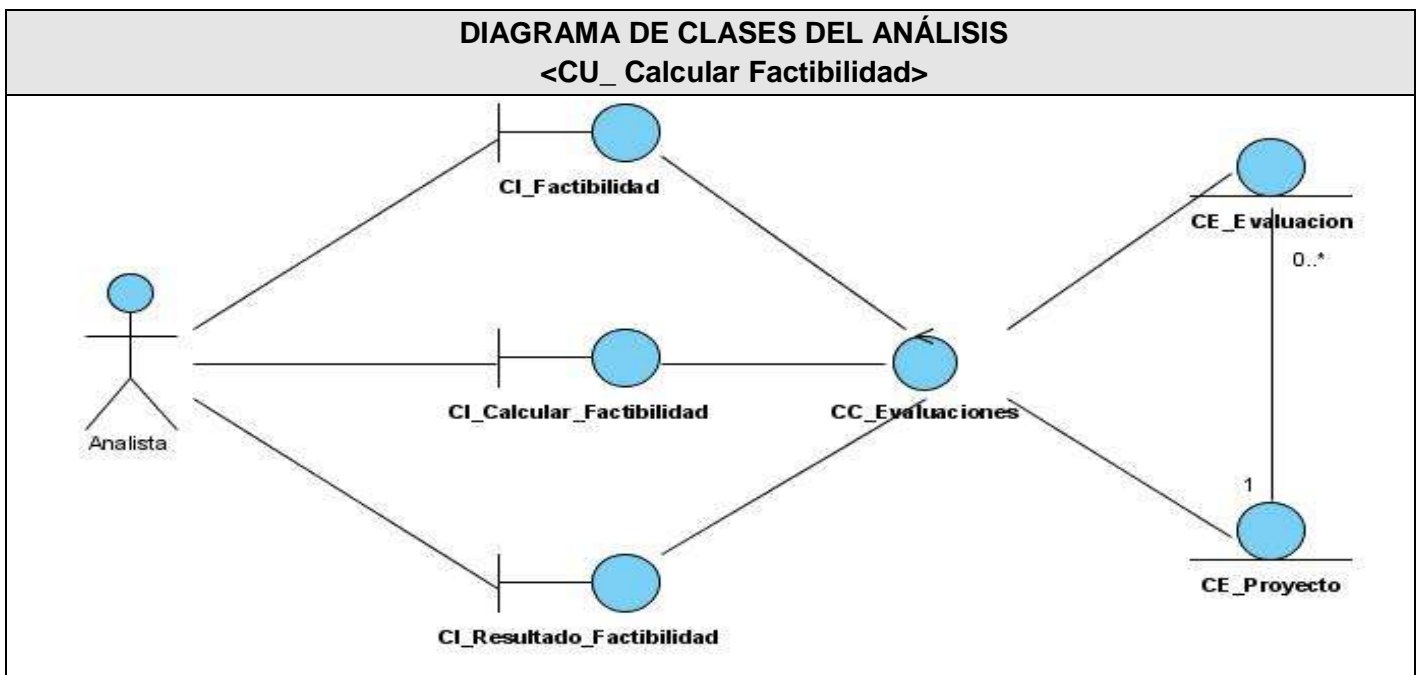 DIAGRAMA DE CLASES DEL ANÁLISIS
<CU_ Calcular Factibilidad>
CI_Factibilidad
CE_Evaluacion
0..*
Analista
CI_Calcular_Factibilidad
CC_Evaluaciones
1
CE_Proyecto
CI_Resultado_Factibilidad